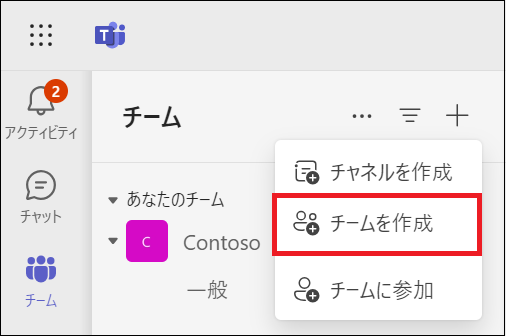 2
アクティビティ
チャット
チーム
チーム
あなたのチーム
C Contoso
一般
チャネルを作成
チームを作成
チームに参加